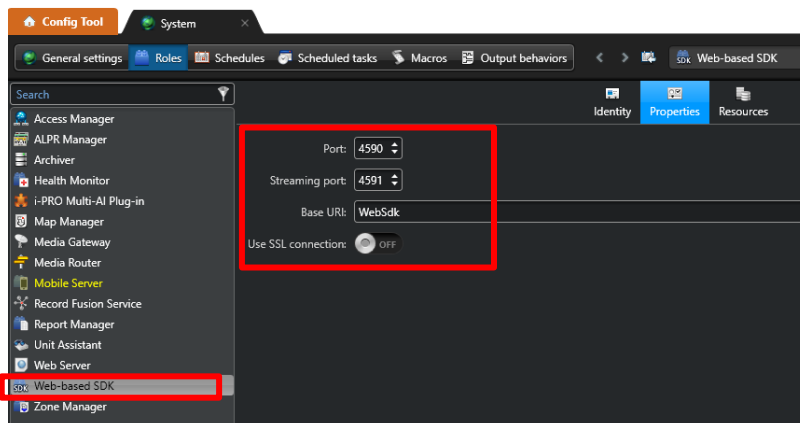 Config Tool
System
General settings
Roles
Schedules
Scheduled tasks
Macros
Output behaviors
SDK
Web-based SDK
Search
Identity
Properties
Resources
Access Manager
ALPR Manager
Archiver
Health Monitor
i-PRO Multi-AI Plug-in
Map Manager
Media Gateway
Media Router
Mobile Server
Record Fusion Service
Report Manager
Unit Assistant
Web Server
SDK Web-based SDK
Zone Manager
Port: 4590
Streaming port: 4591
Base URI: WebSdk
Use SSL connection: OFF